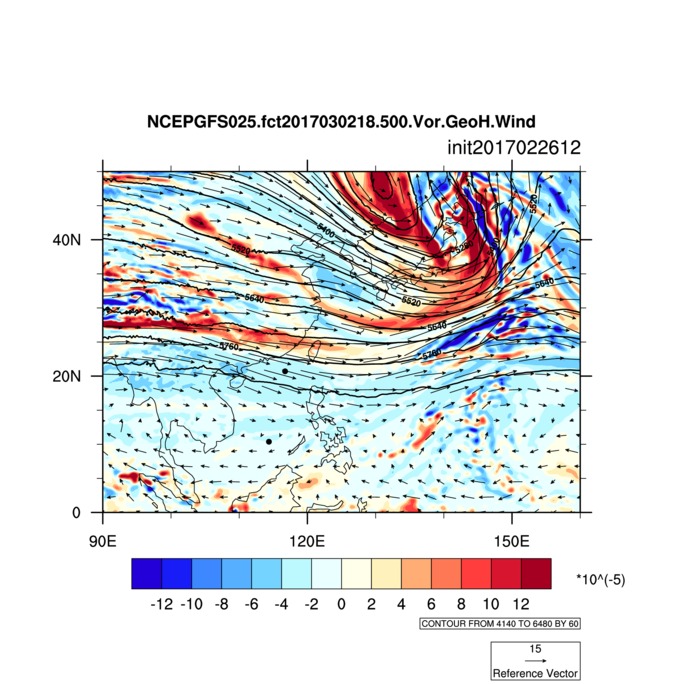 NCEPGFS025.fct2017030218.500.Vor.GeoH.Wind
init2017022612
40N
20N
0
90E
120E
150E
5400
5520
5520
5280
5520
5640
5640
5640
5760
5760
-12 -10 -8 -6 -4 -2 0 2 4 6 8 10 12
*10^(-5)
CONTOUR FROM 4140 TO 6480 BY 60
15
Reference Vector